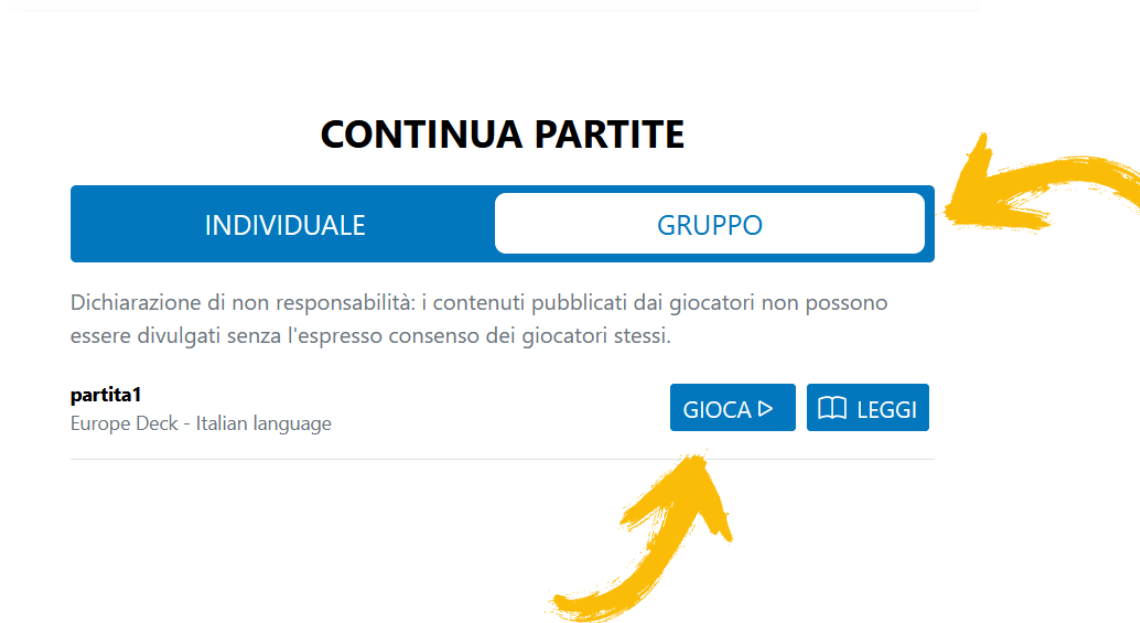 CONTINUA PARTITE
INDIVIDUALE
GRUPPO
Dichiarazione di non responsabilità: i contenuti pubblicati dai giocatori non possono
essere divulgati senza l'espresso consenso dei giocatori stessi.
partita1
Europe Deck - Italian language
GIOCA
LEGGI